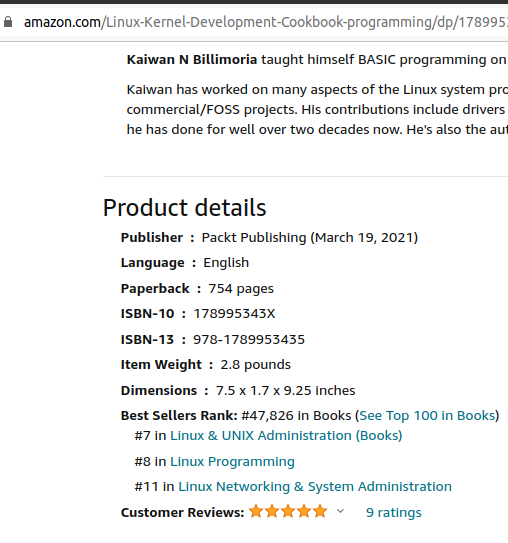 amazon.com/Linux-Kernel-Development-Cookbook-programming/dp/178995
Kaiwan N Billimoria taught himself BASIC programming on
Kaiwan has worked on many aspects of the Linux system pro
commercial/FOSS projects. His contributions include drivers
he has done for well over two decades now. He's also the aut
Product details
Publisher : Packt Publishing (March 19, 2021)
Language : English
Paperback : 754 pages
ISBN-10 : 178995343X
ISBN-13 : 978-1789953435
Item Weight : 2.8 pounds
Dimensions : 7.5 x 1.7 x 9.25 inches
Best Sellers Rank: #47,826 in Books (See Top 100 in Books)
#7 in Linux & UNIX Administration (Books)
#8 in Linux Programming
#11 in Linux Networking & System Administration
Customer Reviews: 9 ratings